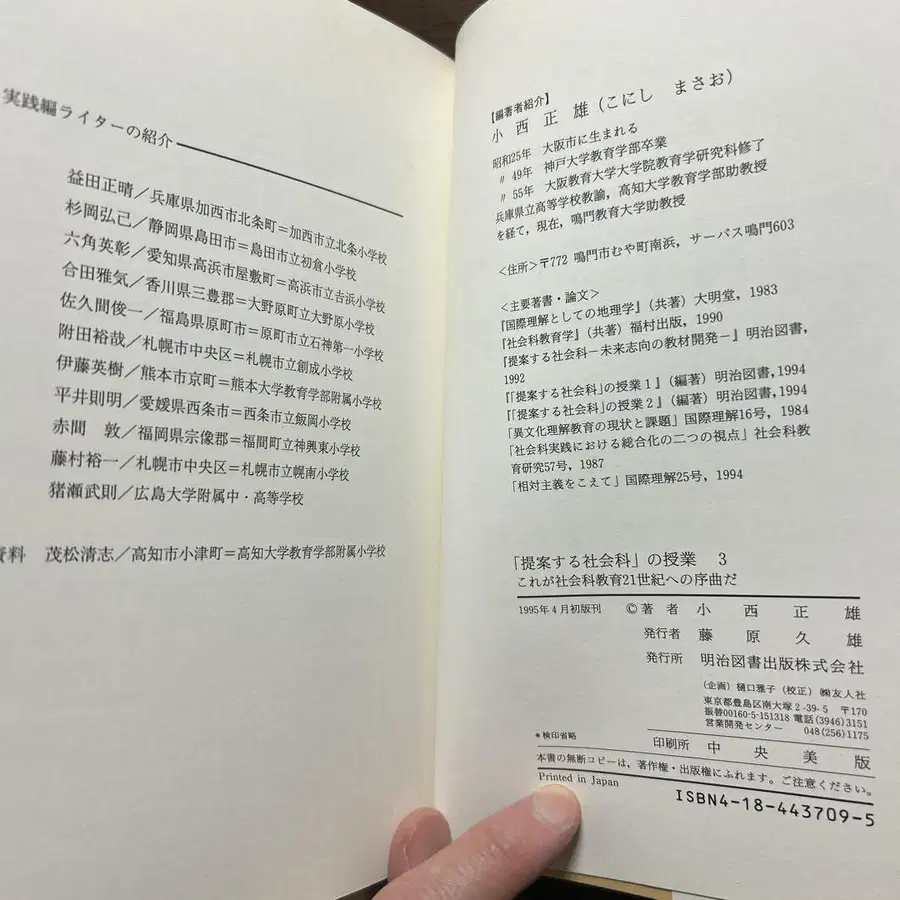 実践編ライターの紹介
益田正晴／兵庫県加西市北条町＝加西市立北条小学校
杉岡弘己／静岡県島田市＝島田市立初倉小学校
六角英彰／愛知県高浜市屋敷町＝高浜市立吉浜小学校
合田雅気／香川県三豊郡＝大野原町立大野原小学校
佐久間俊一／福島県原町市＝原町市立石神第一小学校
附田裕哉／札幌市中央区＝札幌市立創成小学校
伊藤英樹／熊本市京町＝熊本大学教育学部附属小学校
平井則明／愛媛県西条市＝西条市立飯岡小学校
赤間　敦／福岡県宗像郡＝福間町立神興東小学校
藤村裕一／札幌市中央区＝札幌市立幌南小学校
猪瀬武則／広島大学附属中・高等学校
資料　茂松清志／高知市小津町＝高知大学教育学部附属小学校
【編著者紹介】
小西正雄（こにし　まさお）
昭和25年　大阪市に生まれる
〃 49年　神戸大学教育学部卒業
〃 55年　大阪教育大学大学院教育学研究科修了
兵庫県立高等学校教諭，高知大学教育学部助教授
を経て，現在，鳴門教育大学助教授
＜住所＞〒772 鳴門市むや町南浜，サーパス鳴門603
＜主要著書・論文＞
『国際理解としての地理学』（共著）大明堂，1983
『社会科教育学』（共著）福村出版，1990
『提案する社会科－未来志向の教材開発－』明治図書，
1992
『「提案する社会科」の授業１』（編著）明治図書，1994
『「提案する社会科」の授業２』（編著）明治図書，1994
「異文化理解教育の現状と課題」国際理解16号，1984
「社会科実践における総合化の二つの視点」社会科教
育研究57号，1987
「相対主義をこえて」国際理解25号，1994
「提案する社会科」の授業　3
これが社会科教育21世紀への序曲だ
1995年４月初版刊　©著　者　小　西　正　雄
発行者　藤　原　久　雄
発行所　明治図書出版株式会社
（企画）樋口雅子（校正）㈱友人社
東京都豊島区南大塚２-39-５　〒170
振替00160-5-151318 電話(3946)3151
営業開発センター　048(256)1175
＊検印省略　印刷所　中　央　美　版
本書の無断コピーは，著作権・出版権にふれます。ご注意ください。
Printed in Japan　ISBN4-18-443709-5